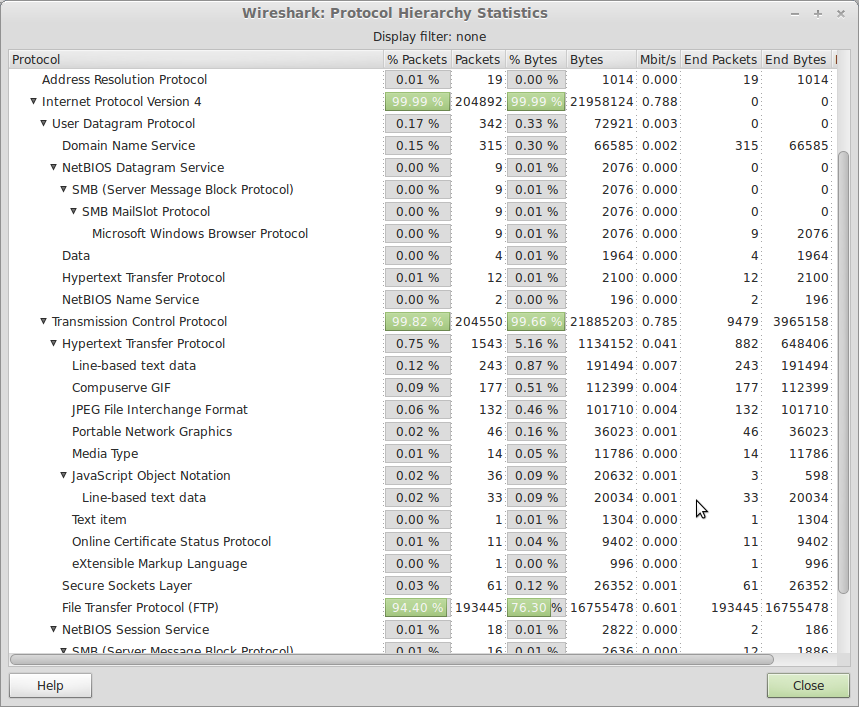 Wireshark: Protocol Hierarchy Statistics
Display filter: none
Protocol % Packets Packets % Bytes Bytes Mbit/s End Packets End Bytes
Address Resolution Protocol 0.01 % 19 0.00 % 1014 0.000 19 1014
Internet Protocol Version 4 99.99 % 204892 99.99 % 21958124 0.788 0 0
User Datagram Protocol 0.17 % 342 0.33 % 72921 0.003 0 0
Domain Name Service 0.15 % 315 0.30 % 66585 0.002 315 66585
NetBIOS Datagram Service 0.00 % 9 0.01 % 2076 0.000 0 0
SMB (Server Message Block Protocol) 0.00 % 9 0.01 % 2076 0.000 0 0
SMB MailSlot Protocol 0.00 % 9 0.01 % 2076 0.000 0 0
Microsoft Windows Browser Protocol 0.00 % 9 0.01 % 2076 0.000 9 2076
Data 0.00 % 4 0.01 % 1964 0.000 4 1964
Hypertext Transfer Protocol 0.01 % 12 0.01 % 2100 0.000 12 2100
NetBIOS Name Service 0.00 % 2 0.00 % 196 0.000 2 196
Transmission Control Protocol 99.82 % 204550 99.66 % 21885203 0.785 9479 3965158
Hypertext Transfer Protocol 0.75 % 1543 5.16 % 1134152 0.041 882 648406
Line-based text data 0.12 % 243 0.87 % 191494 0.007 243 191494
Compuserve GIF 0.09 % 177 0.51 % 112399 0.004 177 112399
JPEG File Interchange Format 0.06 % 132 0.46 % 101710 0.004 132 101710
Portable Network Graphics 0.02 % 46 0.16 % 36023 0.001 46 36023
Media Type 0.01 % 14 0.05 % 11786 0.000 14 11786
JavaScript Object Notation 0.02 % 36 0.09 % 20632 0.001 3 598
Line-based text data 0.02 % 33 0.09 % 20034 0.001 33 20034
Text item 0.00 % 1 0.01 % 1304 0.000 1 1304
Online Certificate Status Protocol 0.01 % 11 0.04 % 9402 0.000 11 9402
eXtensible Markup Language 0.00 % 1 0.00 % 996 0.000 1 996
Secure Sockets Layer 0.03 % 61 0.12 % 26352 0.001 61 26352
File Transfer Protocol (FTP) 94.40 % 193445 76.30 % 16755478 0.601 193445 16755478
NetBIOS Session Service 0.01 % 18 0.01 % 2822 0.000 2 186
SMB (Server Message Block Protocol) 0.01 % 16 0.01 % 2636 0.000 12 1886
Help Close